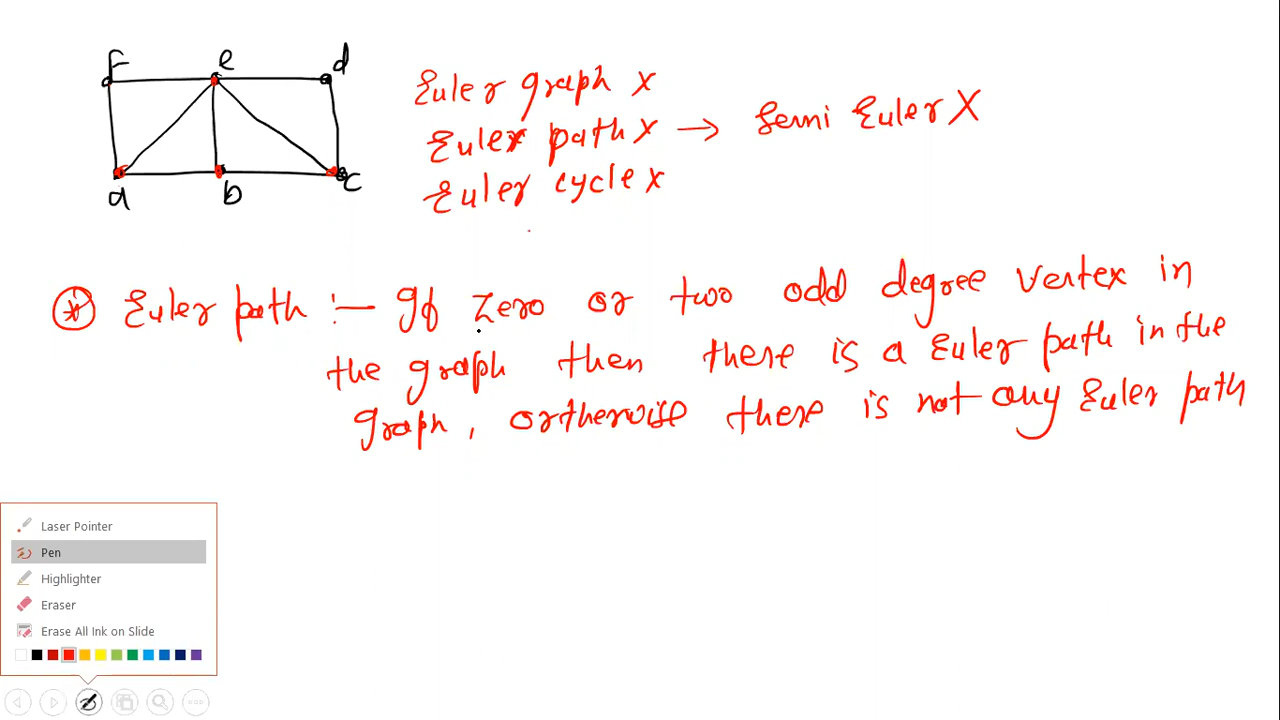 f e d
a b c
Euler graph X
Euler path X → Semi Euler X
Euler cycle X
* Euler path :— If zero or two odd degree vertex in
the graph then there is a Euler path in the
graph, ortherwise there is not any Euler path
Laser Pointer
Pen
Highlighter
Eraser
Erase All Ink on Slide